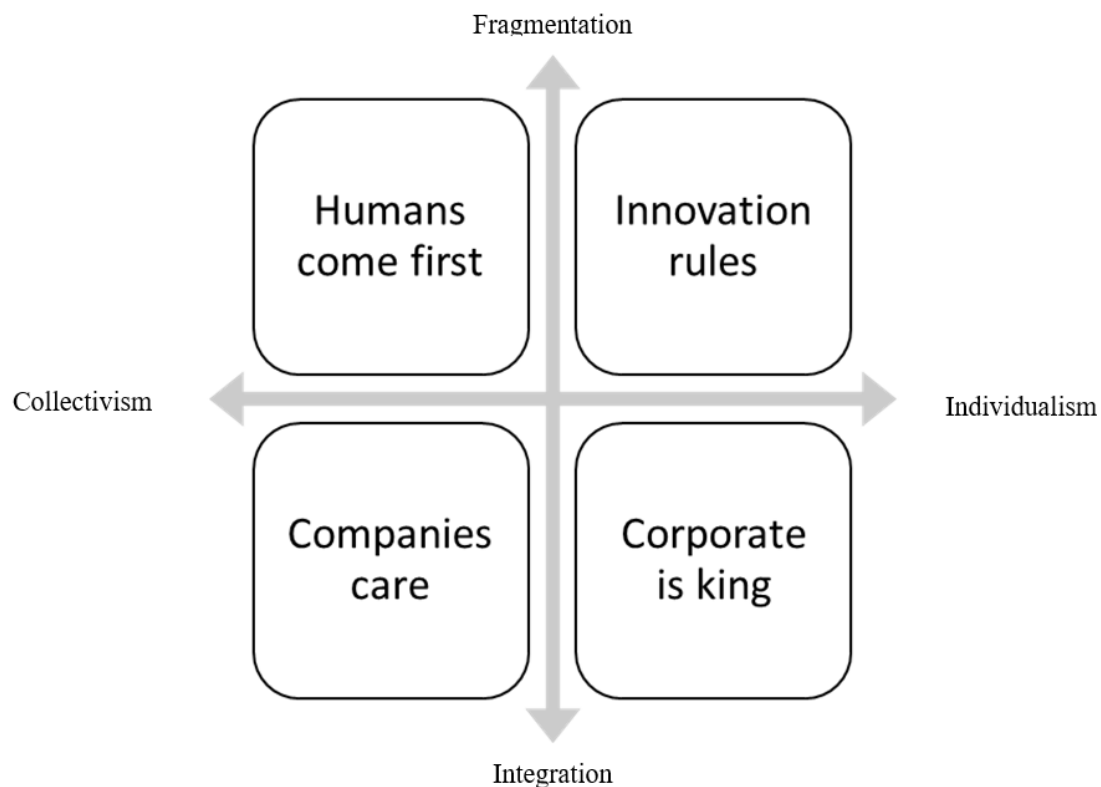 Fragmentation
Humans
come first
Innovation
rules
Collectivism
Individualism
Companies
care
Corporate
is king
Integration